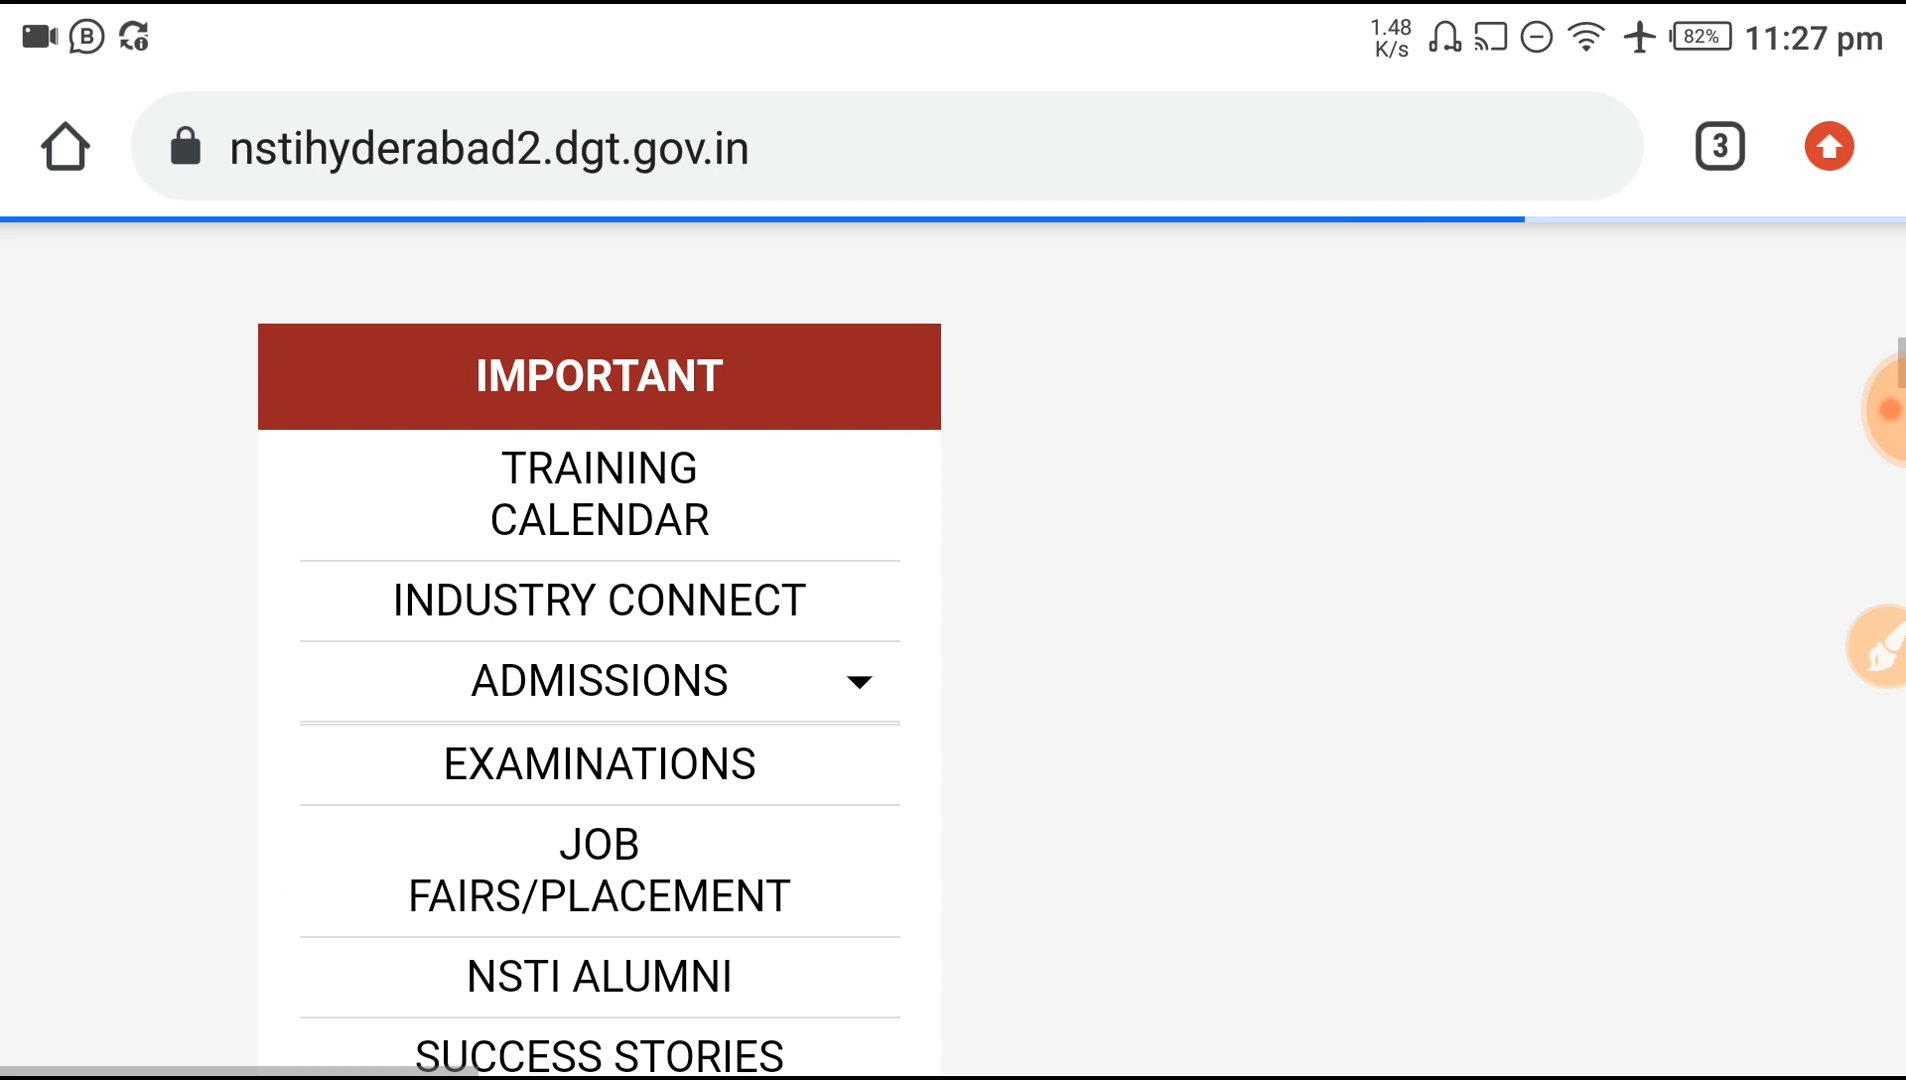 1.48
K/s
82%
11:27 pm
nstihyderabad2.dgt.gov.in
3
IMPORTANT
TRAINING
CALENDAR
INDUSTRY CONNECT
ADMISSIONS
EXAMINATIONS
JOB
FAIRS/PLACEMENT
NSTI ALUMNI
SUCCESS STORIES